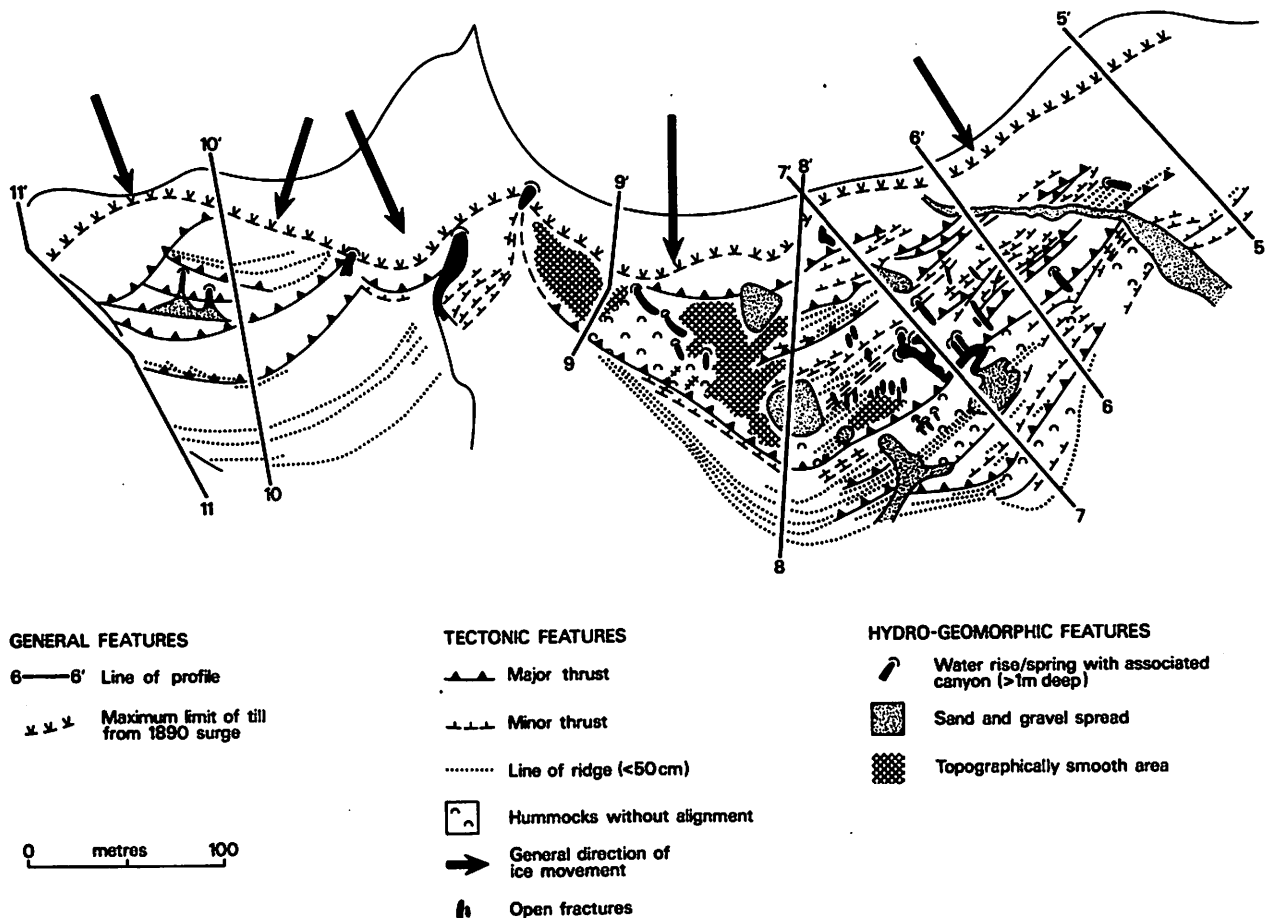 5'
6'
10'
7'
8'
9'
11'
5
9
6
10
11
7
8
GENERAL FEATURES
6 6' Line of profile
Maximum limit of till
from 1890 surge
0 metres 100
TECTONIC FEATURES
Major thrust
Minor thrust
Line of ridge (<50cm)
Hummocks without alignment
General direction of
ice movement
Open fractures
HYDRO-GEOMORPHIC FEATURES
Water rise/spring with associated
canyon (>1m deep)
Sand and gravel spread
Topographically smooth area